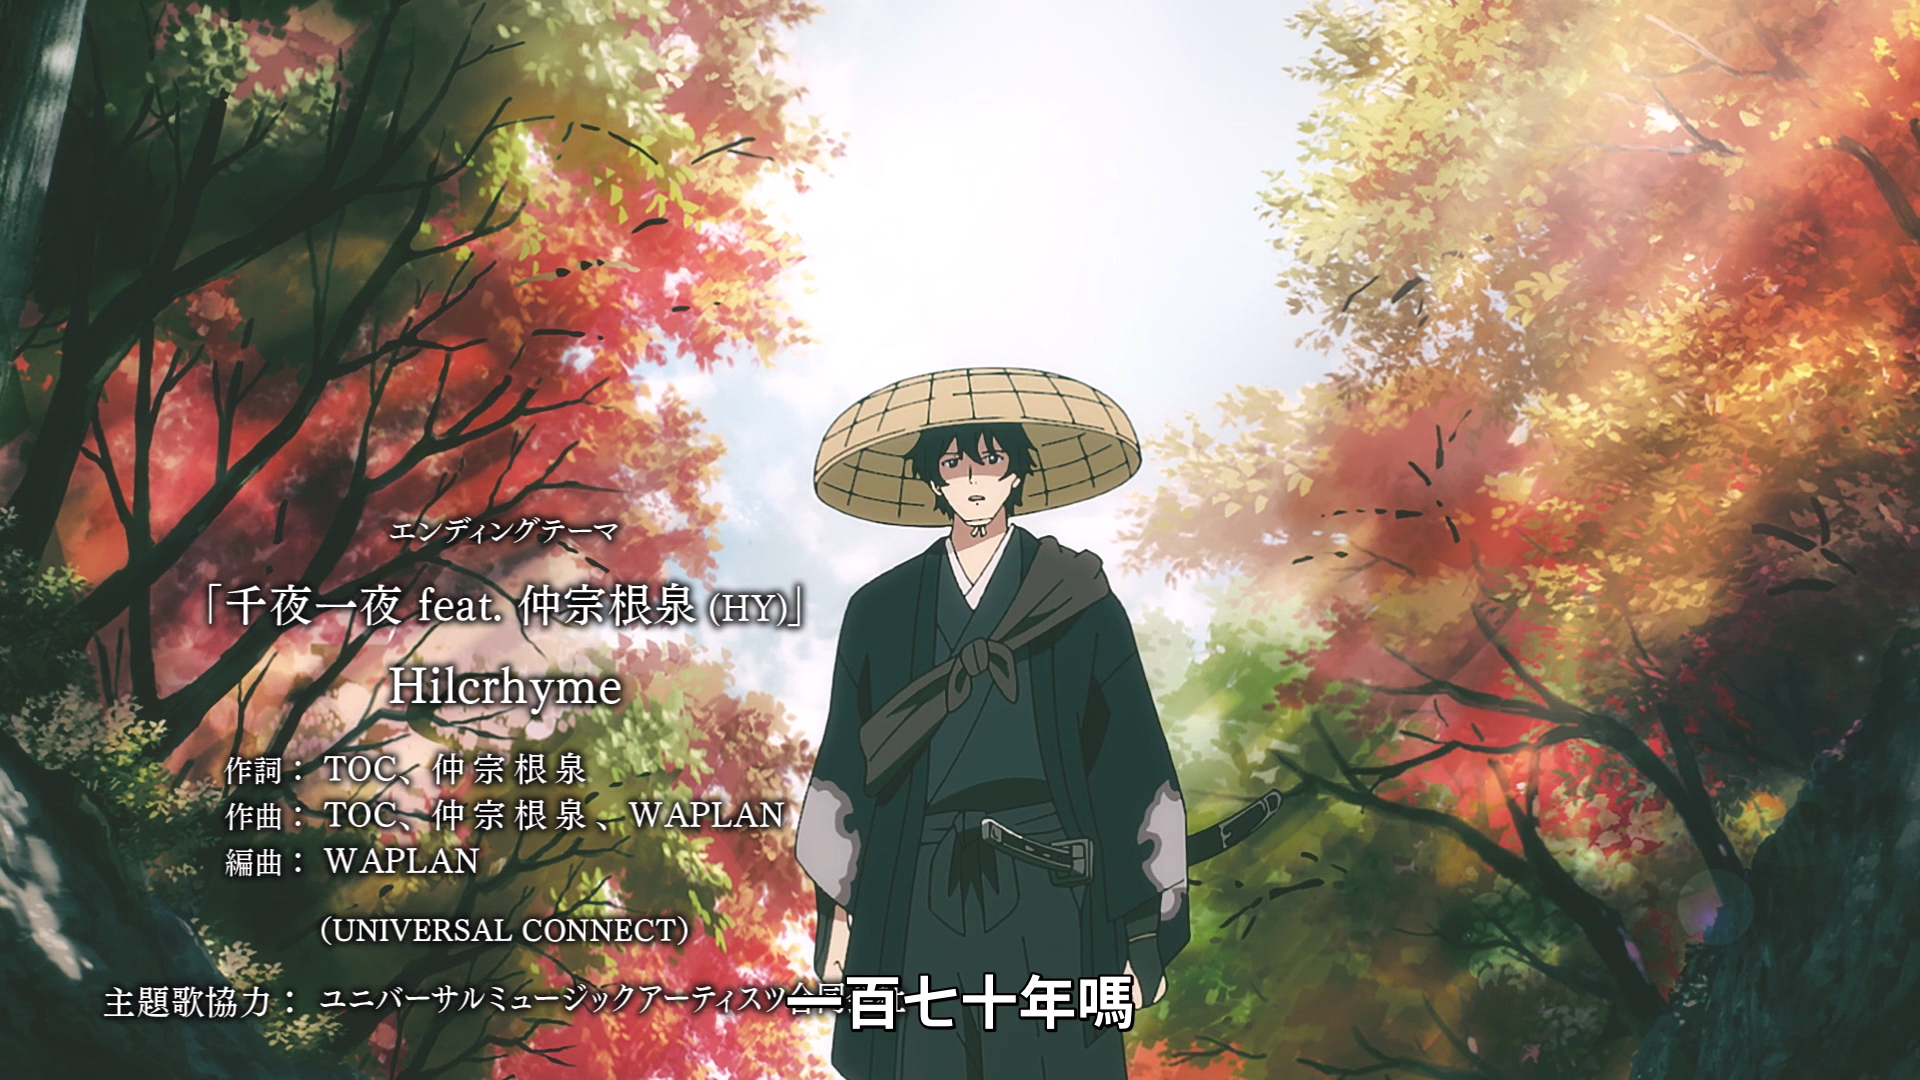 エンディングテーマ
「千夜一夜 feat. 仲宗根泉 (HY)」
Hilcrhyme
作詞： TOC、仲宗根泉
作曲： TOC、仲宗根泉、WAPLAN
編曲： WAPLAN
(UNIVERSAL CONNECT)
主題歌協力： ユニバーサルミュージックアーティスツ合同
一百七十年嗎